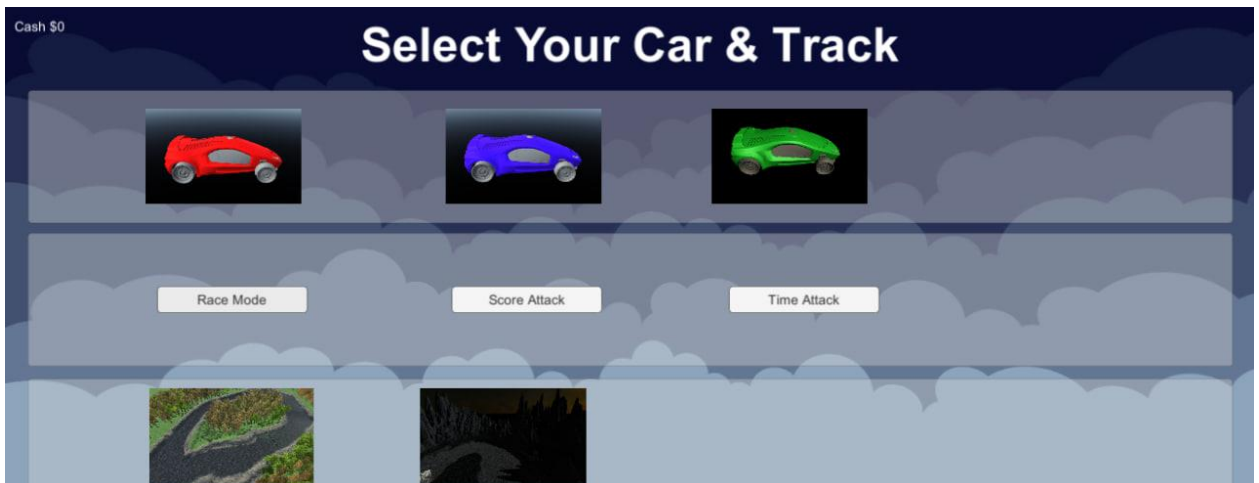 Cash $0
Select Your Car & Track
Race Mode
Score Attack
Time Attack